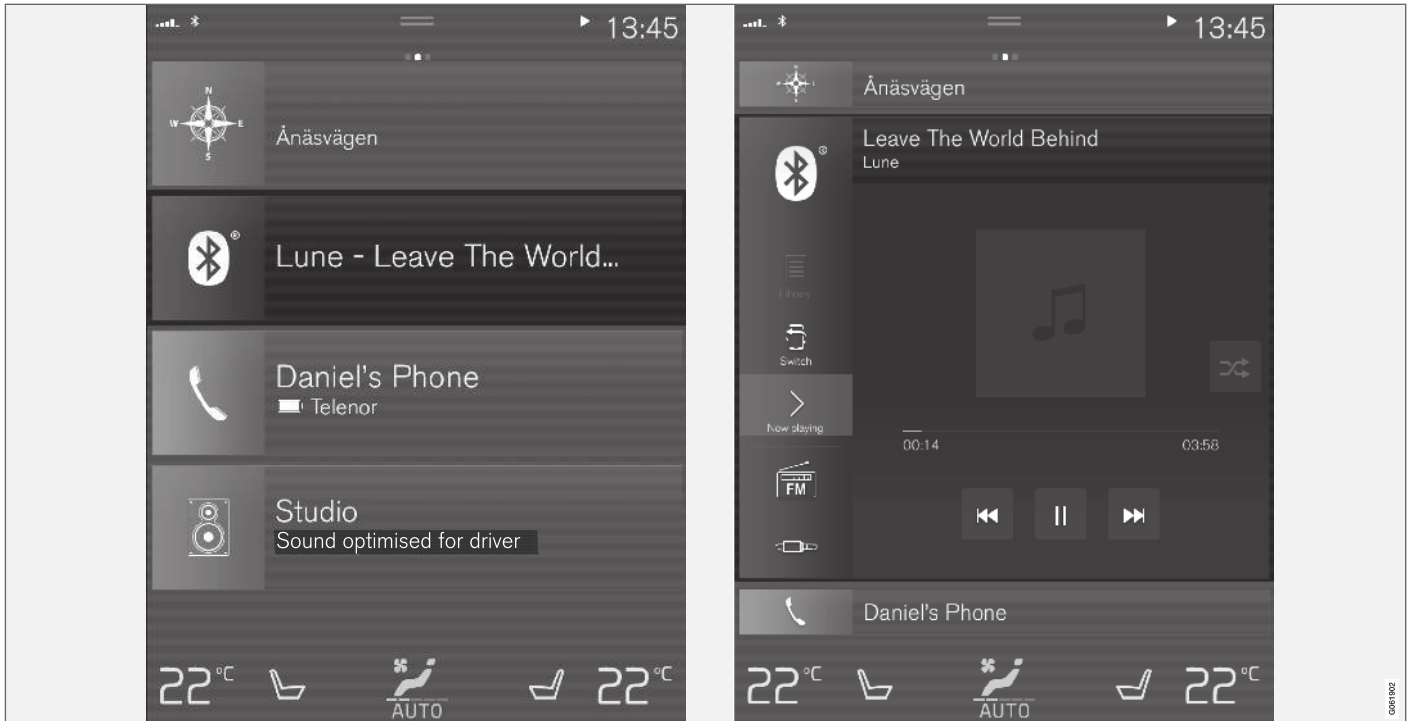 13:45
N
W E
S
Ånäsvägen
®
Lune - Leave The World...
Daniel's Phone
Telenor
Studio
Sound optimised for driver
22°C
AUTO
22°C
13:45
Ånäsvägen
®
Leave The World Behind
Lune
Library
Switch
Now playing
00:14
03:58
FM
Daniel's Phone
22°C
AUTO
22°C
G061902